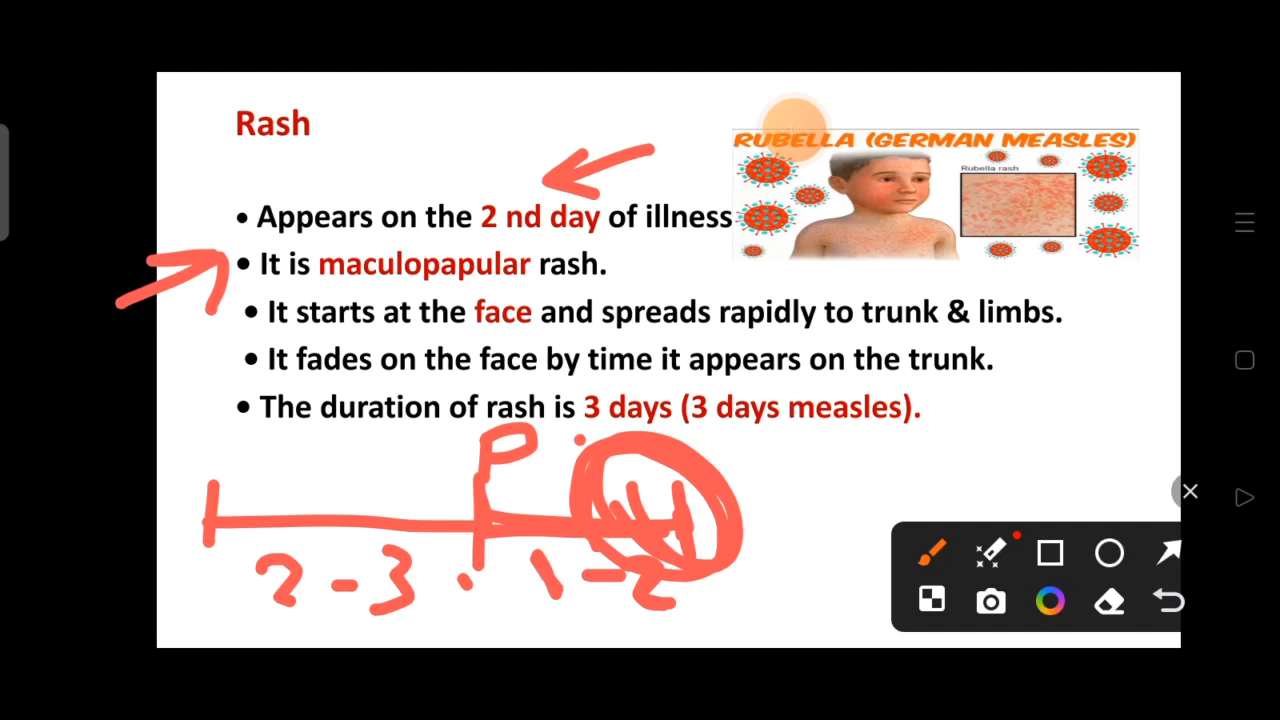 Rash
RUBELLA (GERMAN MEASLES)
Rubella rash
• Appears on the 2 nd day of illness
• It is maculopapular rash.
• It starts at the face and spreads rapidly to trunk & limbs.
• It fades on the face by time it appears on the trunk.
• The duration of rash is 3 days (3 days measles).
P
2 - 3 1 - 2